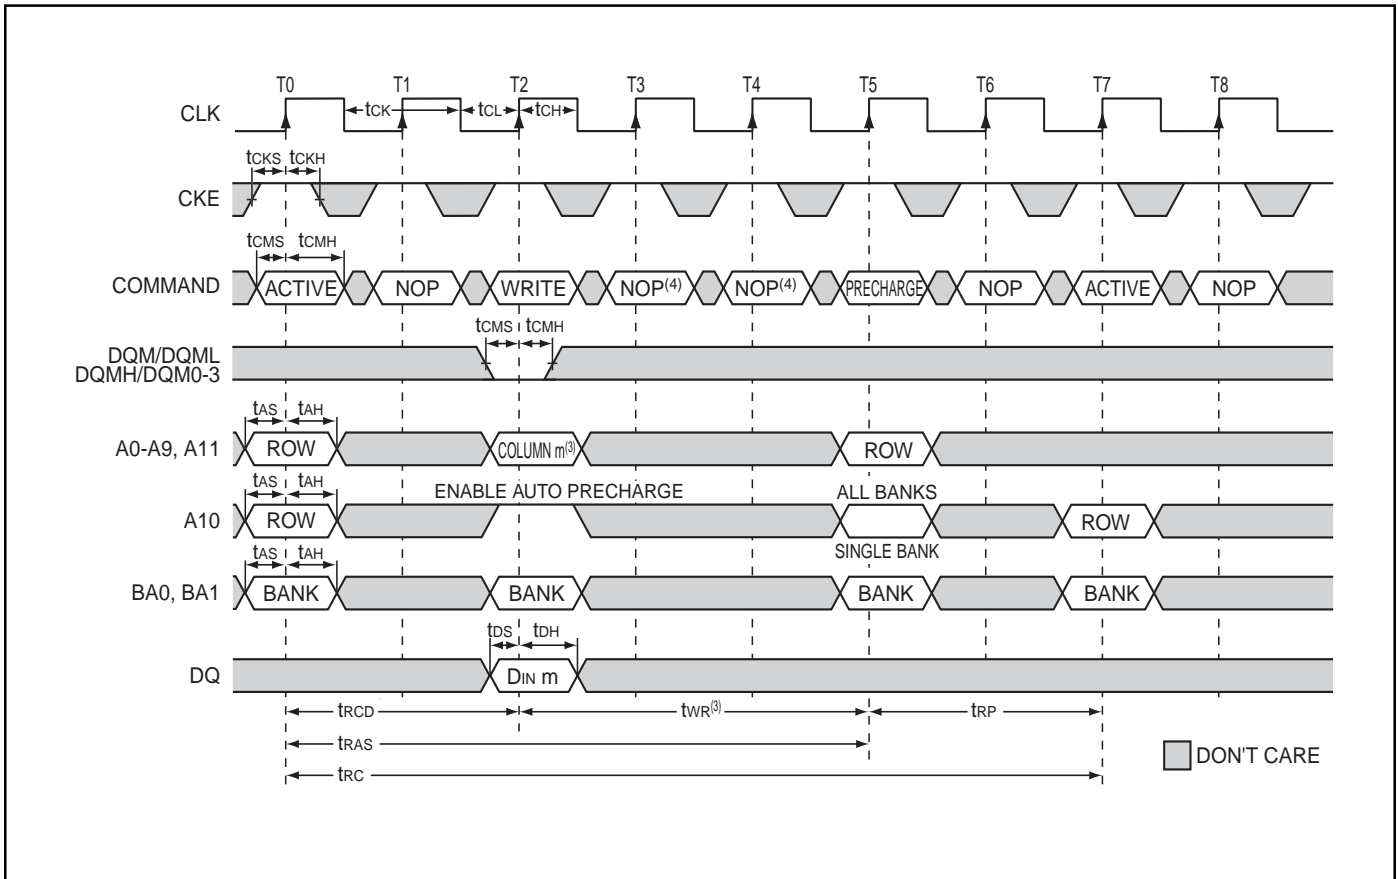 T0 T1 T2 T3 T4 T5 T6 T7 T8
CLK tCK tCL tCH
tCKS tCKH
CKE
tCMS tCMH
COMMAND ACTIVE NOP WRITE NOP(4) NOP(4) PRECHARGE NOP ACTIVE NOP
tCMS tCMH
DQM/DQML
DQMH/DQM0-3
tAS tAH
A0-A9, A11 ROW COLUMN m(3) ROW
tAS tAH ENABLE AUTO PRECHARGE ALL BANKS
A10 ROW ROW
tAS tAH SINGLE BANK
BA0, BA1 BANK BANK BANK BANK
tDS tDH
DQ DIN m
tRCD tWR(3) tRP
tRAS
DON'T CARE
tRC